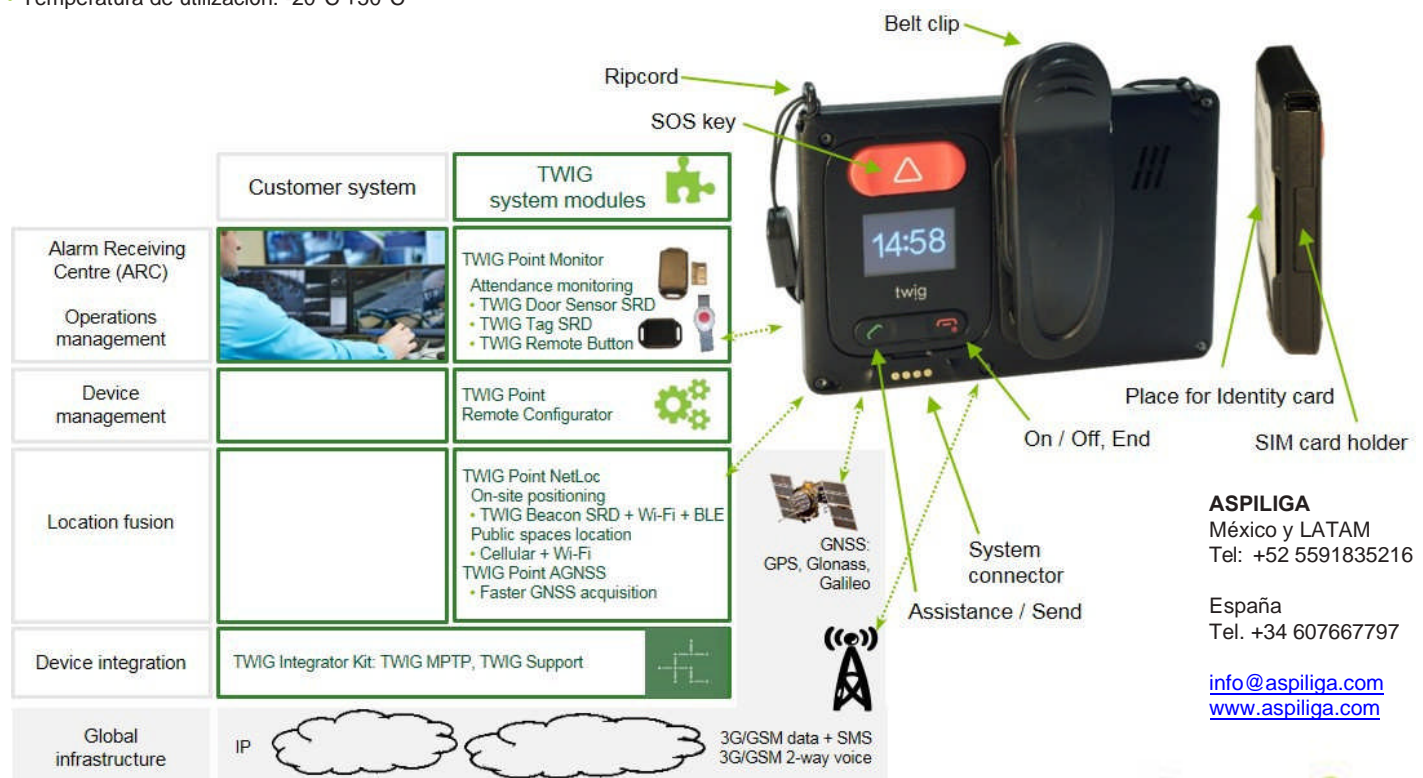 • Temperatura de utilización: -20°C +50°C
Belt clip
Ripcord
SOS key
14:58
twig
Place for Identity card
SIM card holder
On / Off, End
System
connector
Assistance / Send
Customer system
TWIG
system modules
Alarm Receiving
Centre (ARC)
Operations
management
TWIG Point Monitor
Attendance monitoring
• TWIG Door Sensor SRD
• TWIG Tag SRD
• TWIG Remote Button
Device
management
TWIG Point
Remote Configurator
Location fusion
TWIG Point NetLoc
On-site positioning
• TWIG Beacon SRD + Wi-Fi + BLE
Public spaces location
• Cellular + Wi-Fi
TWIG Point AGNSS
• Faster GNSS acquisition
GNSS:
GPS, Glonass,
Galileo
Device integration
TWIG Integrator Kit: TWIG MPTP, TWIG Support
Global
infrastructure
IP
3G/GSM data + SMS
3G/GSM 2-way voice
ASPILIGA
México y LATAM
Tel: +52 5591835216
España
Tel. +34 607667797
info@aspiliga.com
www.aspiliga.com